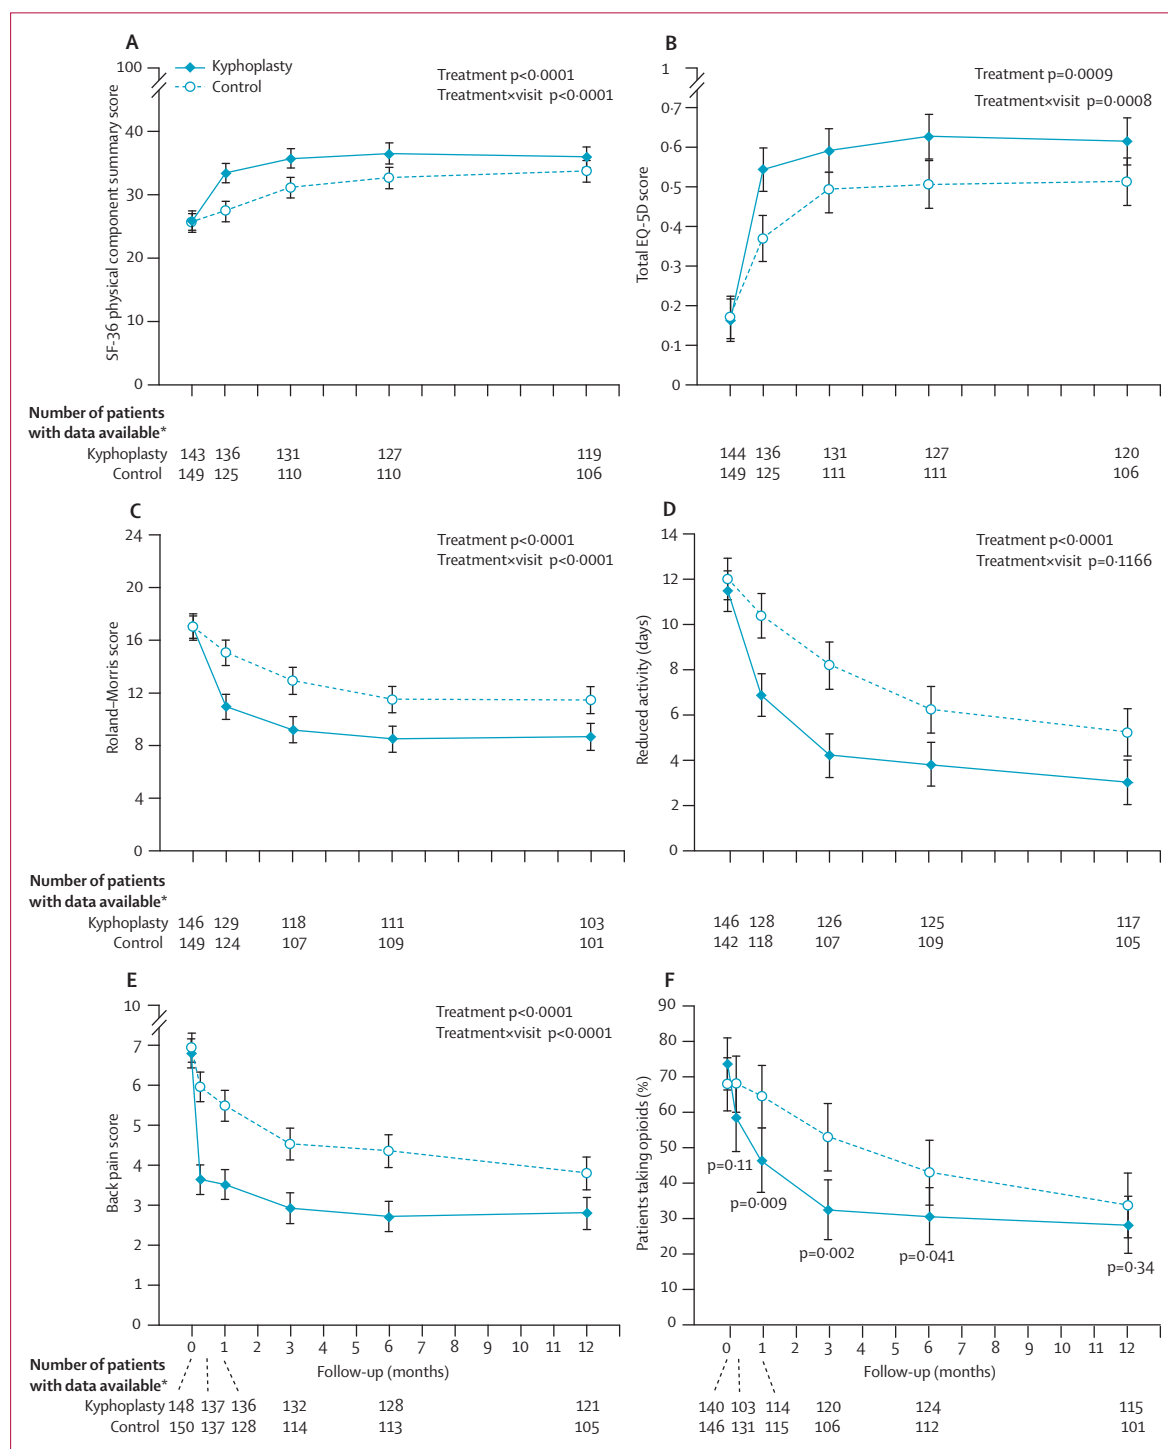 A
B
Kyphoplasty
Control
Treatment p<0·0001
Treatment×visit p<0·0001
Treatment p=0·0009
Treatment×visit p=0·0008
SF-36 physical component summary score
100
40
30
20
10
0
Total EQ-5D score
1
0·7
0·6
0·5
0·4
0·3
0·2
0·1
0
Number of patients
with data available*
Kyphoplasty 143 136 131 127 119
Control 149 125 110 110 106
144 136 131 127 120
149 125 111 111 106
C
D
Treatment p<0·0001
Treatment×visit p<0·0001
Treatment p<0·0001
Treatment×visit p=0·1166
Roland–Morris score
24
20
16
12
8
4
0
Reduced activity (days)
14
12
10
8
6
4
2
0
Number of patients
with data available*
Kyphoplasty 146 129 118 111 103
Control 149 124 107 109 101
146 128 126 125 117
142 118 107 109 105
E
F
Treatment p<0·0001
Treatment×visit p<0·0001
Back pain score
10
7
6
5
4
3
2
1
0
0 1 2 3 4 5 6 7 8 9 10 11 12
Follow-up (months)
Patients taking opioids (%)
90
80
70
60
50
40
30
20
10
0
p=0·11
p=0·009
p=0·002
p=0·041
p=0·34
0 1 2 3 4 5 6 7 8 9 10 11 12
Follow-up (months)
Number of patients
with data available*
Kyphoplasty 148 137 136 132 128 121
Control 150 137 128 114 113 105
140 103 114 120 124 115
146 131 115 106 112 101